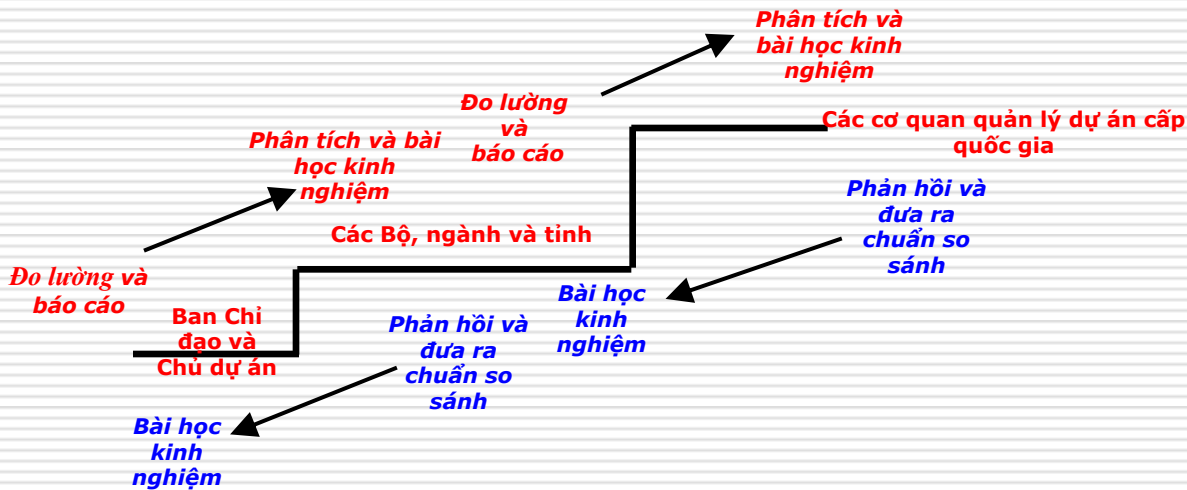 Phân tích và
bài học kinh
nghiệm
Đo lường
và
báo cáo
Các cơ quan quản lý dự án cấp
quốc gia
Phân tích và bài
học kinh
nghiệm
Phản hồi và
đưa ra
chuẩn so
sánh
Các Bộ, ngành và tỉnh
Đo lường và
báo cáo
Bài học
kinh
nghiệm
Ban Chỉ
đạo và
Chủ dự án
Phản hồi và
đưa ra
chuẩn so
sánh
Bài học
kinh
nghiệm